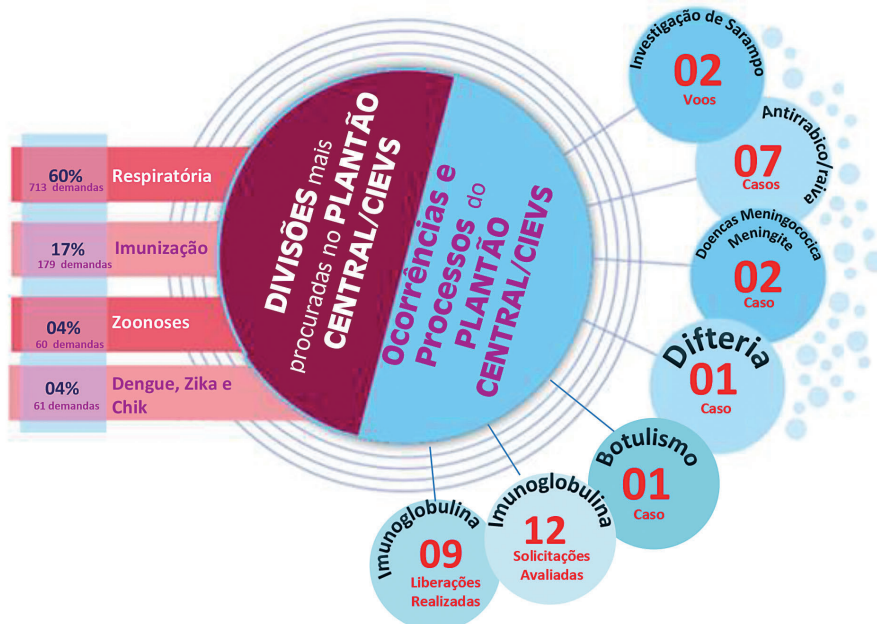 60%
713 demandas
Respiratória
17%
179 demandas
Imunização
04%
60 demandas
Zoonoses
04%
61 demandas
Dengue, Zika e
Chik
DIVISÕES mais
procuradas no PLANTÃO
CENTRAL/CIEVS
Ocorrências e
Processos do
PLANTÃO
CENTRAL/CIEVS
Investigação de Sarampo
02
Voos
Antirrabico/raiva
07
Casos
Doencas Meningococica
Meningite
02
Caso
Difteria
01
Caso
Botulismo
01
Caso
Imunoglobulina
12
Solicitações
Avaliadas
Imunoglobulina
09
Liberações
Realizadas